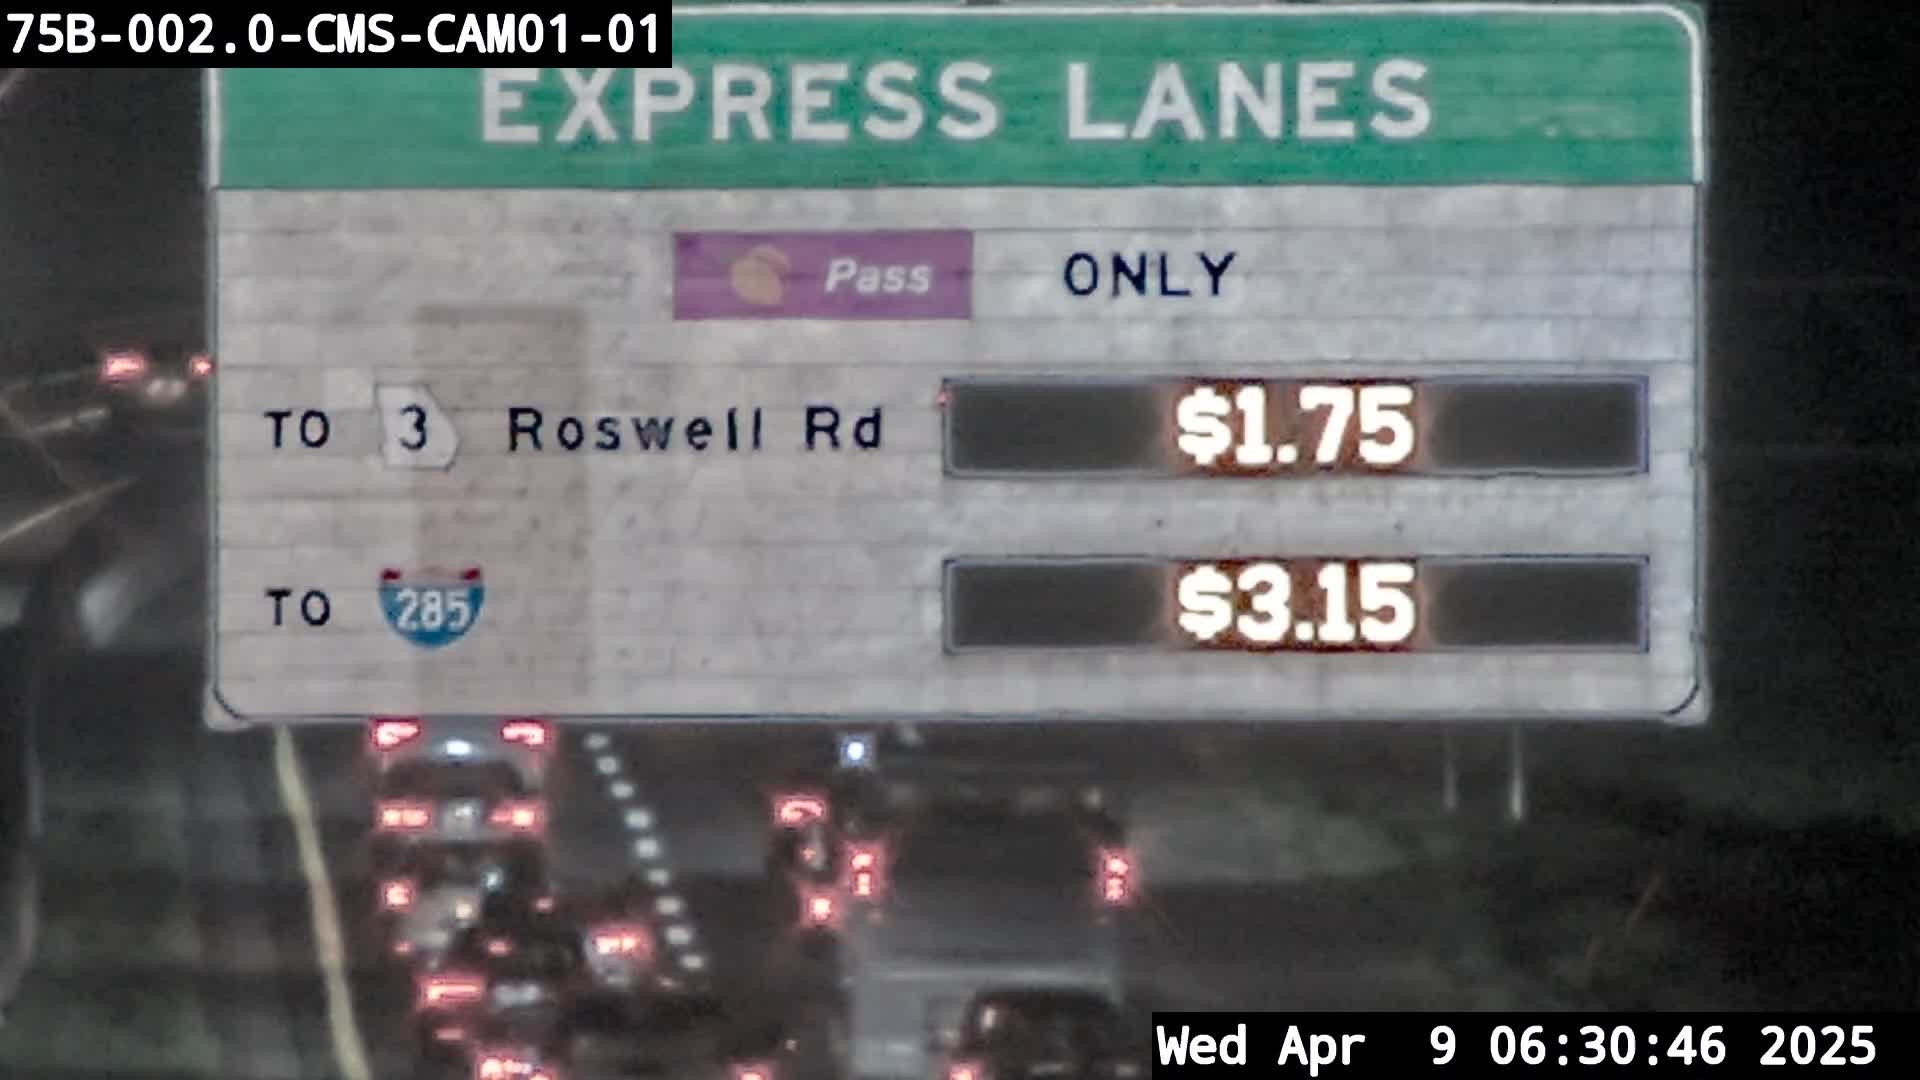 75B-002.0-CMS-CAM01-01
EXPRESS LANES
Pass ONLY
TO 3 Roswell Rd $1.75
TO 285 $3.15
Wed Apr 9 06:30:46 2025